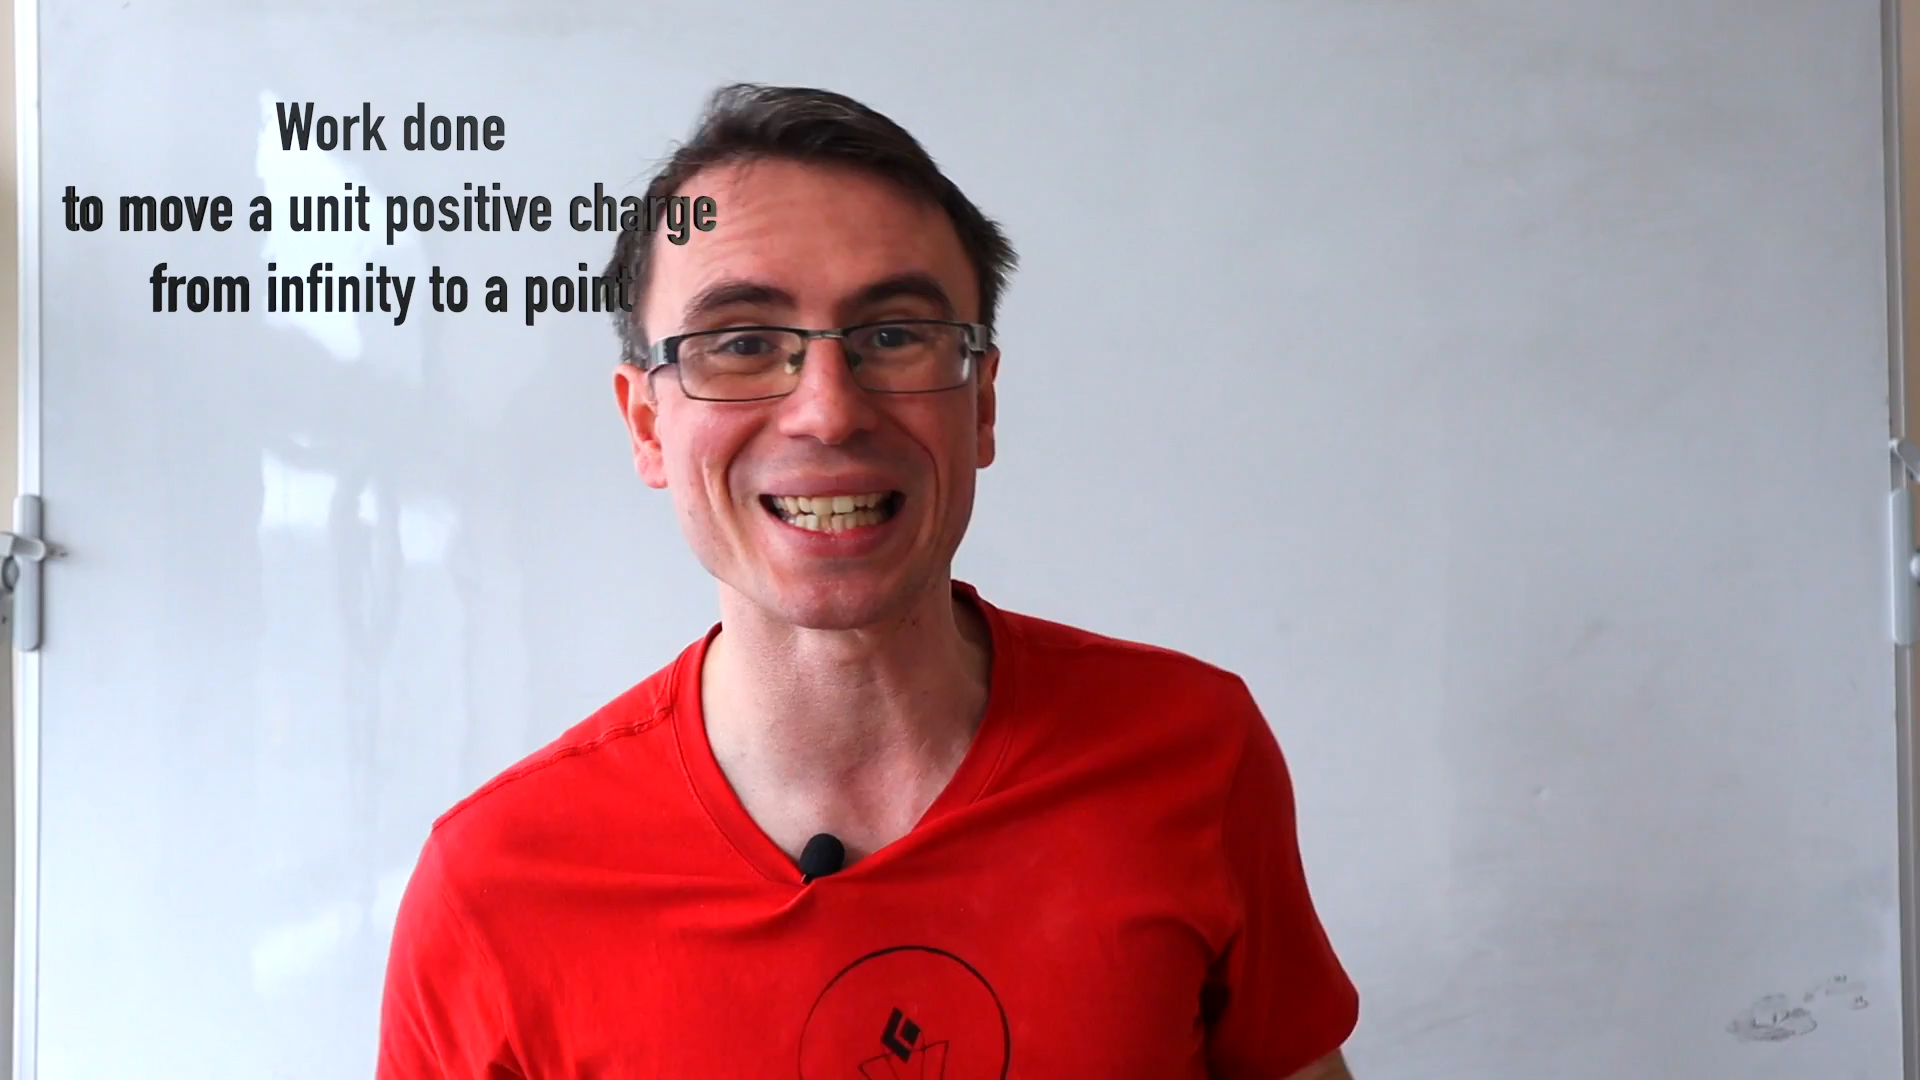 Work done
to move a unit positive charge
from infinity to a point